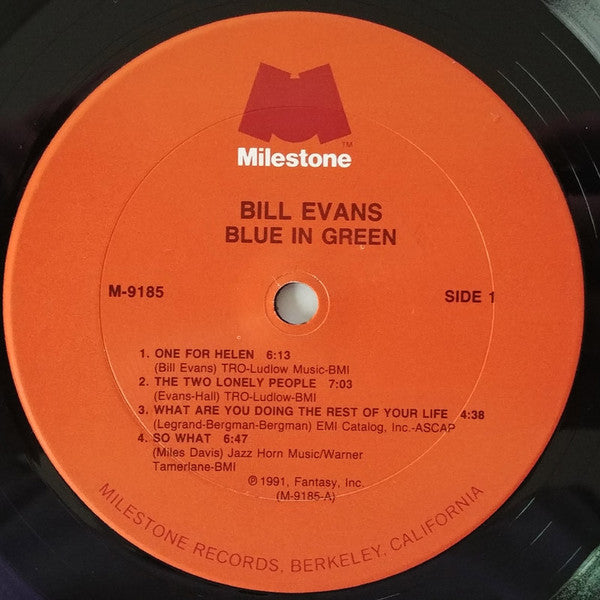 TM
Milestone
BILL EVANS
BLUE IN GREEN
M-9185
SIDE 1
1. ONE FOR HELEN 6:13
(Bill Evans) TRO-Ludlow Music-BMI
2. THE TWO LONELY PEOPLE 7:03
(Evans-Hall) TRO-Ludlow-BMI
3. WHAT ARE YOU DOING THE REST OF YOUR LIFE 4:38
(Legrand-Bergman-Bergman) EMI Catalog, Inc.-ASCAP
4. SO WHAT 6:47
(Miles Davis) Jazz Horn Music/Warner
Tamerlane-BMI
℗ 1991, Fantasy, Inc.
(M-9185-A)
MILESTONE RECORDS, BERKELEY, CALIFORNIA